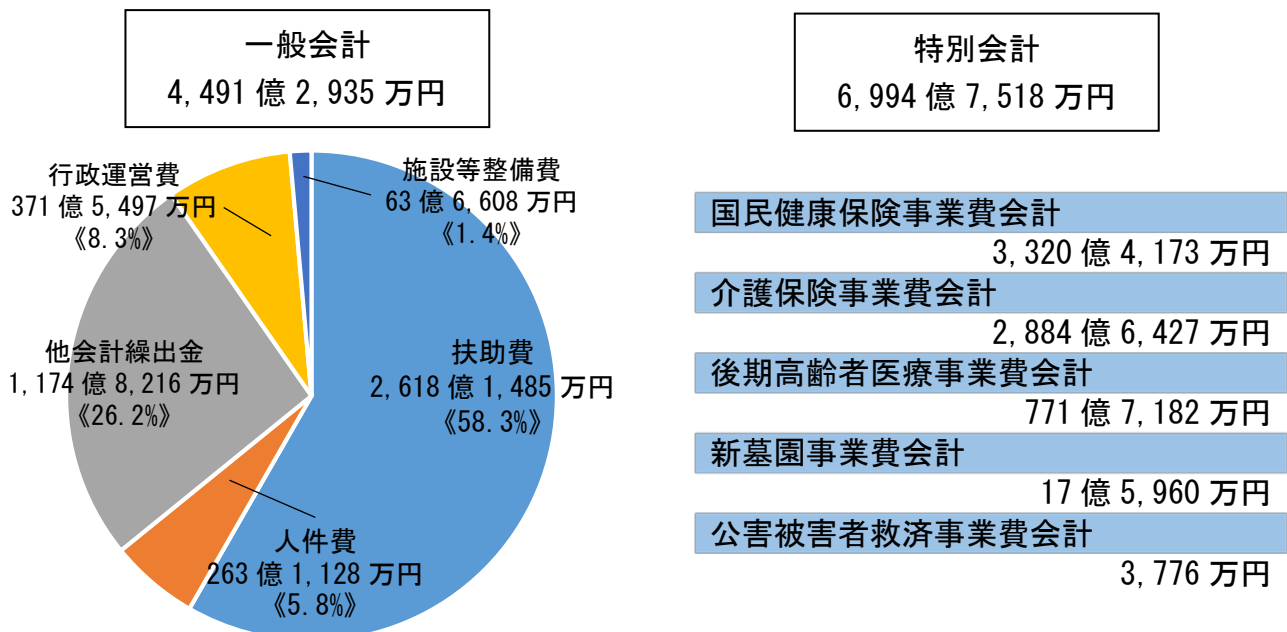 一般会計
4,491 億 2,935 万円
行政運営費
371 億 5,497 万円
《8.3%》
施設等整備費
63 億 6,608 万円
《1.4%》
他会計繰出金
1,174 億 8,216 万円
《26.2%》
扶助費
2,618 億 1,485 万円
《58.3%》
人件費
263 億 1,128 万円
《5.8%》
特別会計
6,994 億 7,518 万円
国民健康保険事業費会計
3,320 億 4,173 万円
介護保険事業費会計
2,884 億 6,427 万円
後期高齢者医療事業費会計
771 億 7,182 万円
新墓園事業費会計
17 億 5,960 万円
公害被害者救済事業費会計
3,776 万円